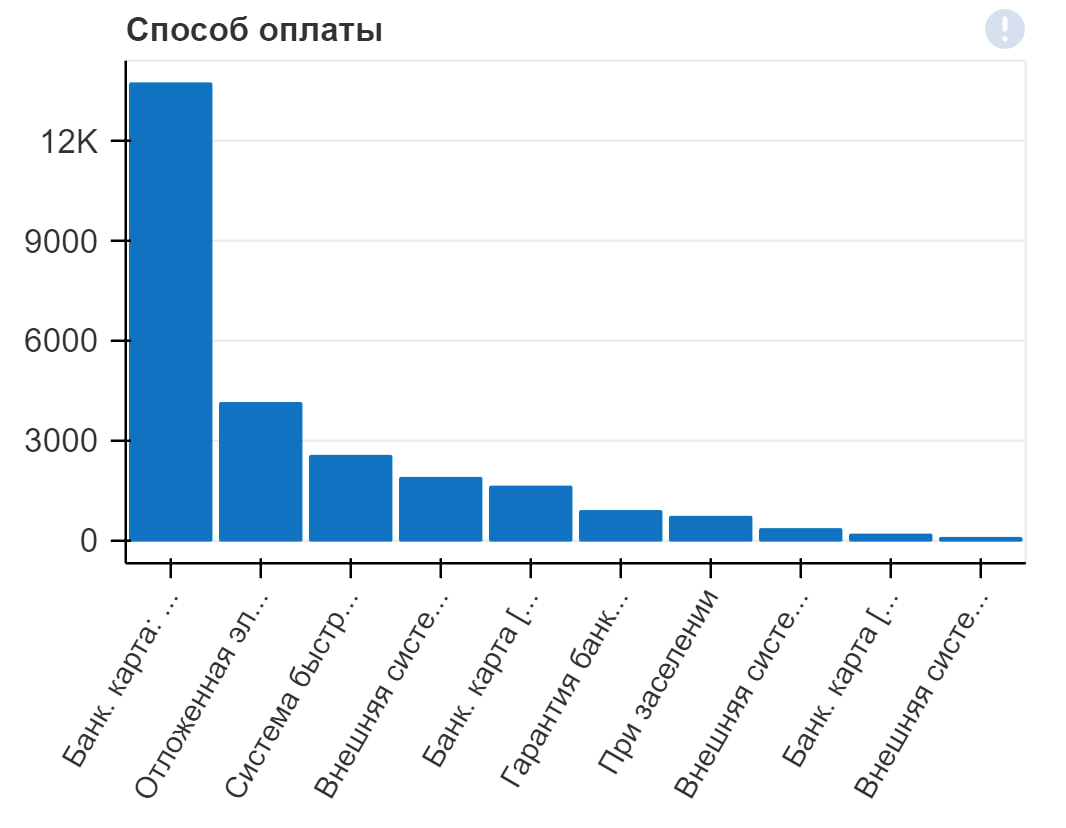 Способ оплаты
!
12K
9000
6000
3000
0
Банк. карта: ...
Отложенная эл...
Система быстр...
Внешняя систе...
Банк. карта [...
Гарантия банк...
При заселении
Внешняя систе...
Банк. карта [...
Внешняя систе...